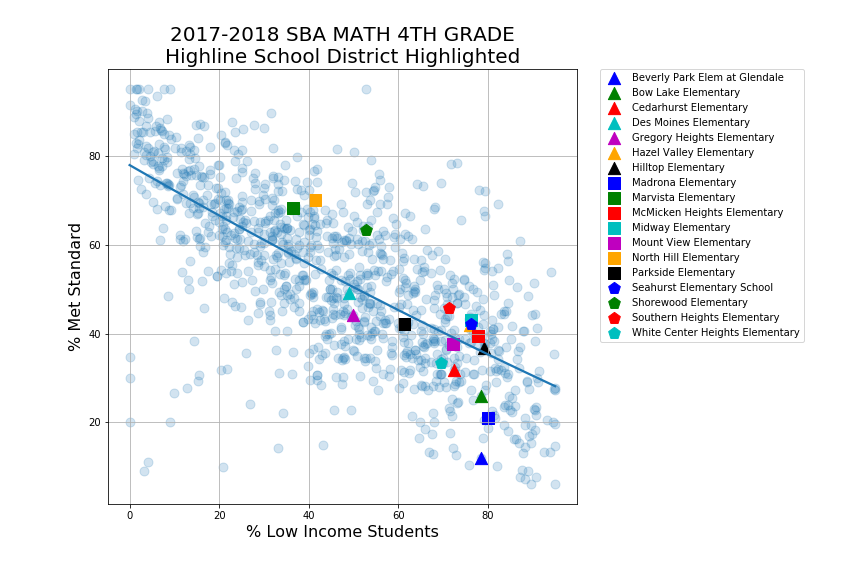 2017-2018 SBA MATH 4TH GRADE
Highline School District Highlighted
% Met Standard
80
60
40
20
0
20
40
60
80
% Low Income Students
Beverly Park Elem at Glendale
Bow Lake Elementary
Cedarhurst Elementary
Des Moines Elementary
Gregory Heights Elementary
Hazel Valley Elementary
Hilltop Elementary
Madrona Elementary
Marvista Elementary
McMicken Heights Elementary
Midway Elementary
Mount View Elementary
North Hill Elementary
Parkside Elementary
Seahurst Elementary School
Shorewood Elementary
Southern Heights Elementary
White Center Heights Elementary